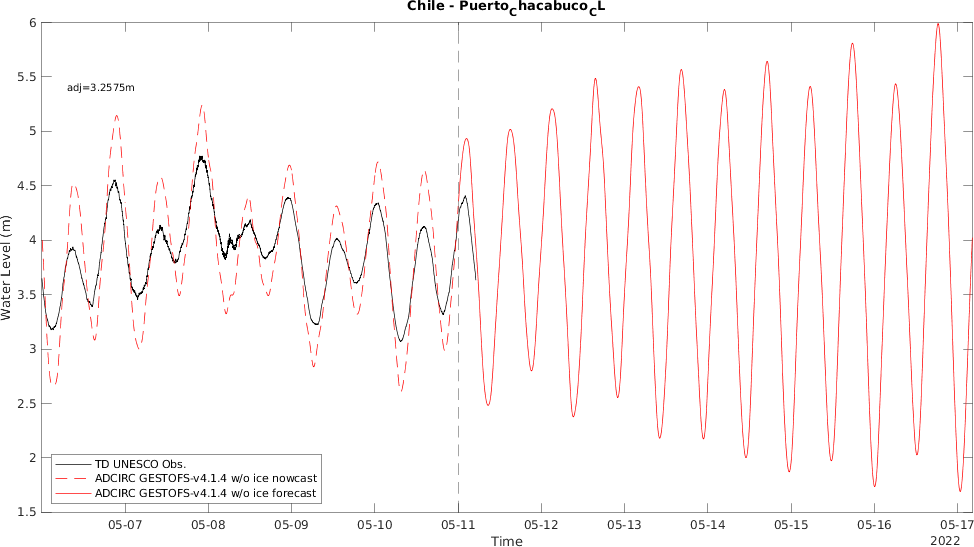 Chile - Puerto_Chacabuco_CL
6
5.5
5
4.5
4
3.5
3
2.5
2
1.5
Water Level (m)
adj=3.2575m
TD UNESCO Obs.
ADCIRC GESTOFS-v4.1.4 w/o ice nowcast
ADCIRC GESTOFS-v4.1.4 w/o ice forecast
05-07 05-08 05-09 05-10 05-11 05-12 05-13 05-14 05-15 05-16 05-17
Time
2022